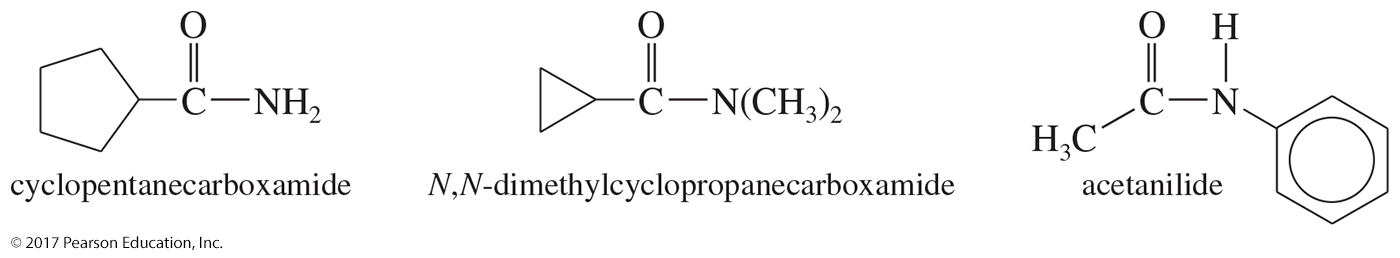 O
C—NH₂
cyclopentanecarboxamide
O
C—N(CH₃)₂
N,N-dimethylcyclopropanecarboxamide
O H
C—N
H₃C
acetanilide
© 2017 Pearson Education, Inc.